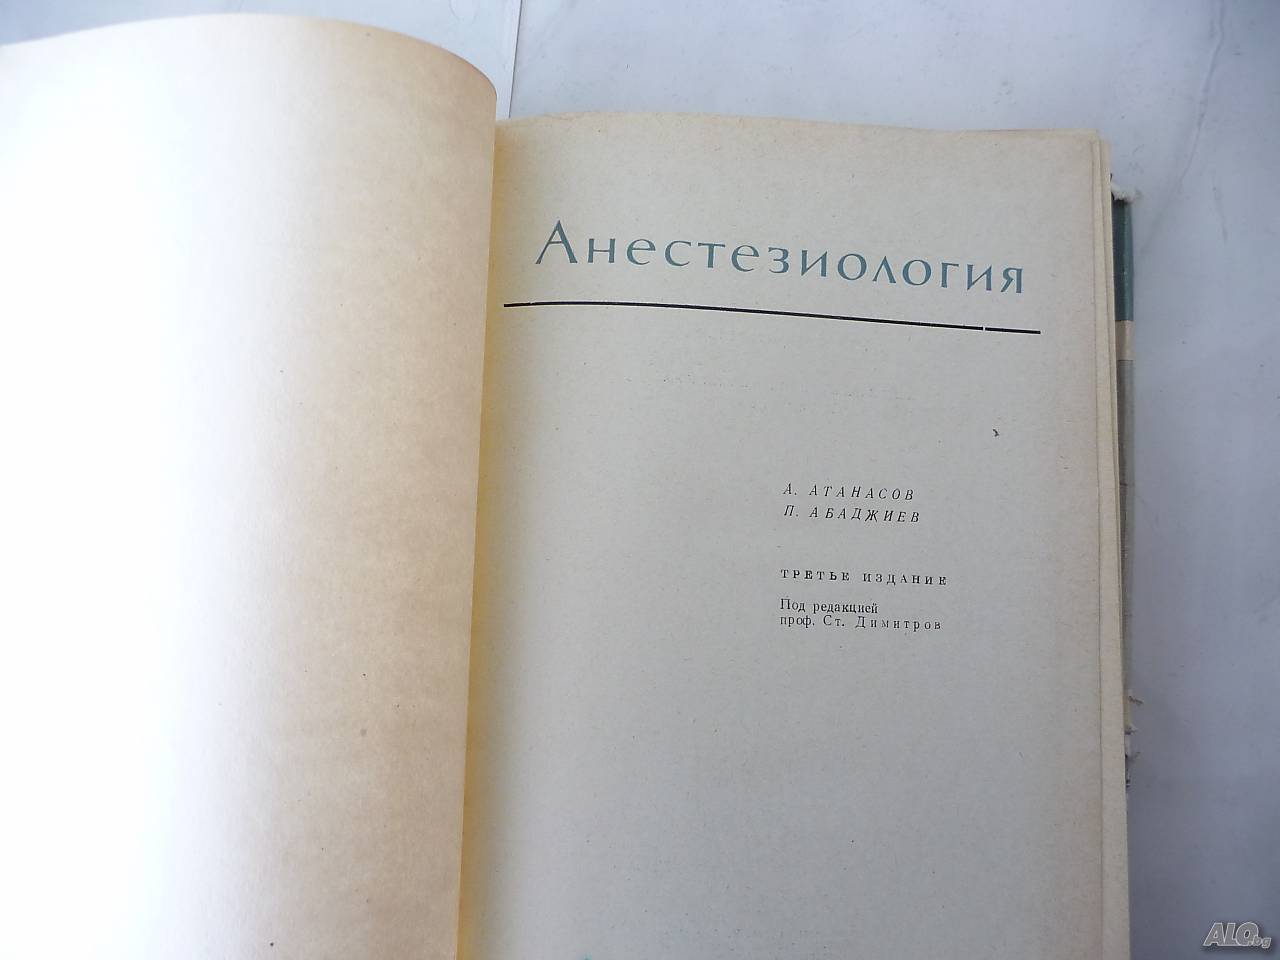 Анестезиология
А. АТАНАСОВ
П. АБАДЖИЕВ
ТРЕТЬЕ ИЗДАНИЕ
Под редакцией
проф. Ст. Димитров
ALO.bg